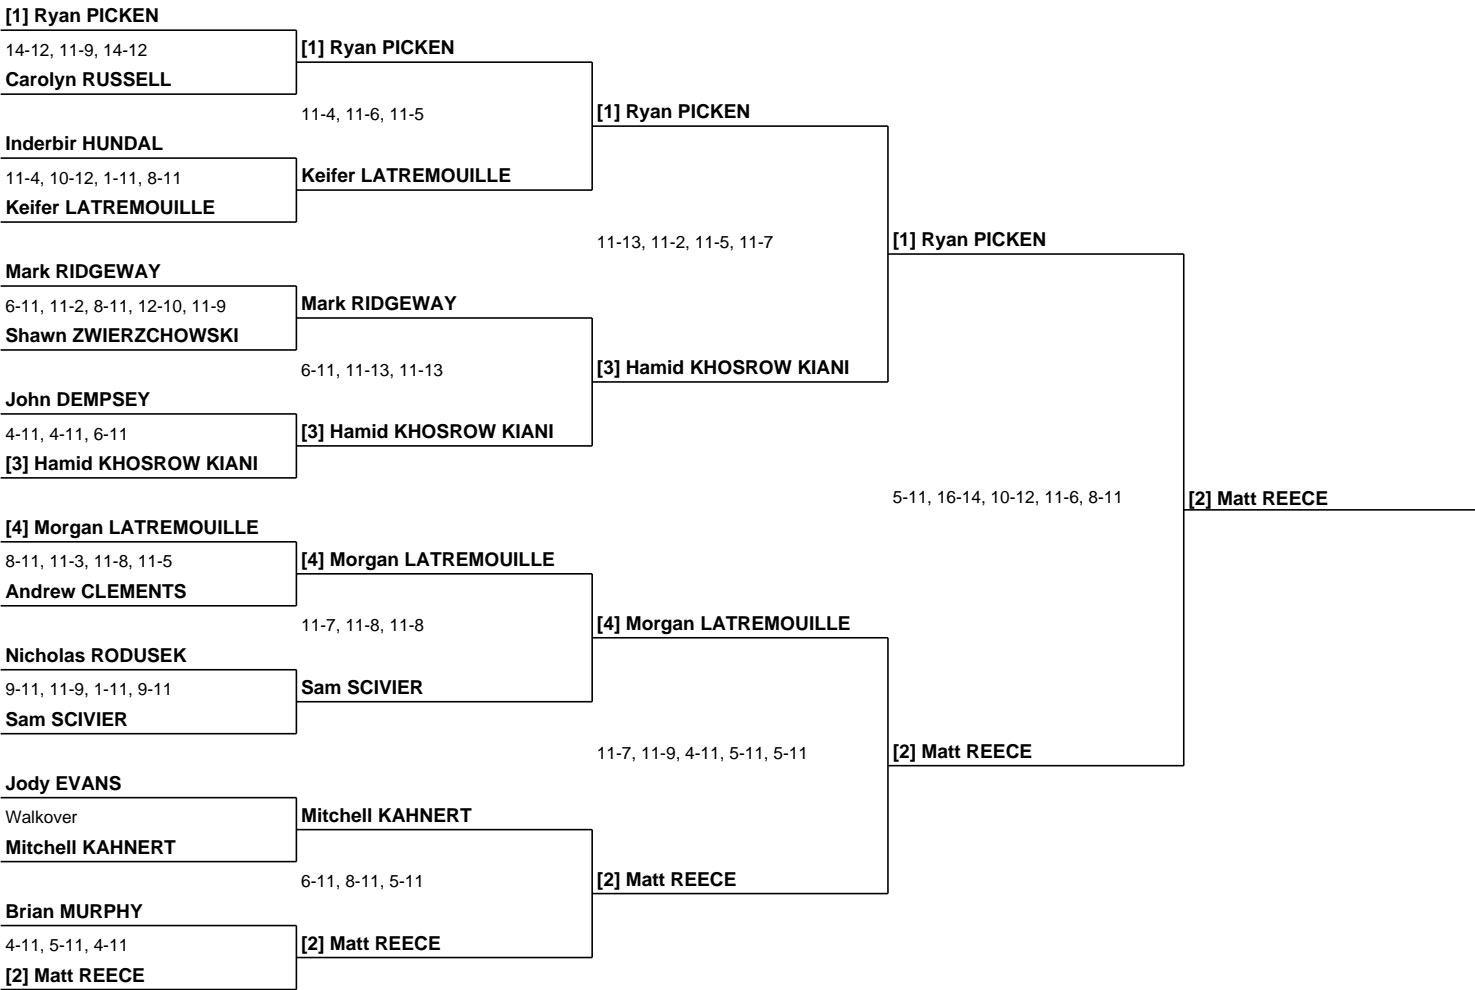 [1] Ryan PICKEN
14-12, 11-9, 14-12
Carolyn RUSSELL
Inderbir HUNDAL
11-4, 10-12, 1-11, 8-11
Keifer LATREMOUILLE
Mark RIDGEWAY
6-11, 11-2, 8-11, 12-10, 11-9
Shawn ZWIERZCHOWSKI
John DEMPSEY
4-11, 4-11, 6-11
[3] Hamid KHOSROW KIANI
[4] Morgan LATREMOUILLE
8-11, 11-3, 11-8, 11-5
Andrew CLEMENTS
Nicholas RODUSEK
9-11, 11-9, 1-11, 9-11
Sam SCIVIER
Jody EVANS
Walkover
Mitchell KAHNERT
Brian MURPHY
4-11, 5-11, 4-11
[2] Matt REECE
[1] Ryan PICKEN
11-4, 11-6, 11-5
Keifer LATREMOUILLE
Mark RIDGEWAY
6-11, 11-13, 11-13
[3] Hamid KHOSROW KIANI
[4] Morgan LATREMOUILLE
11-7, 11-8, 11-8
Sam SCIVIER
Mitchell KAHNERT
6-11, 8-11, 5-11
[2] Matt REECE
[1] Ryan PICKEN
11-13, 11-2, 11-5, 11-7
[3] Hamid KHOSROW KIANI
[4] Morgan LATREMOUILLE
11-7, 11-9, 4-11, 5-11, 5-11
[2] Matt REECE
[1] Ryan PICKEN
5-11, 16-14, 10-12, 11-6, 8-11
[2] Matt REECE
[2] Matt REECE